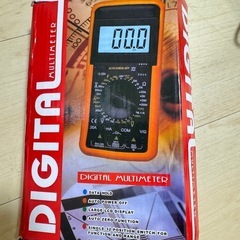 DIGITAL
MULTIMETER
00.0
20A
COM
DIGITAL MULTIMETER
DATA HOLD
AUTO POWER OFF
LARGE LCD DISPLAY
AUTO ZERO FUNCTION
SINGLE 32 POSITION SWITCH FOR
FUNCTION AND RANGE